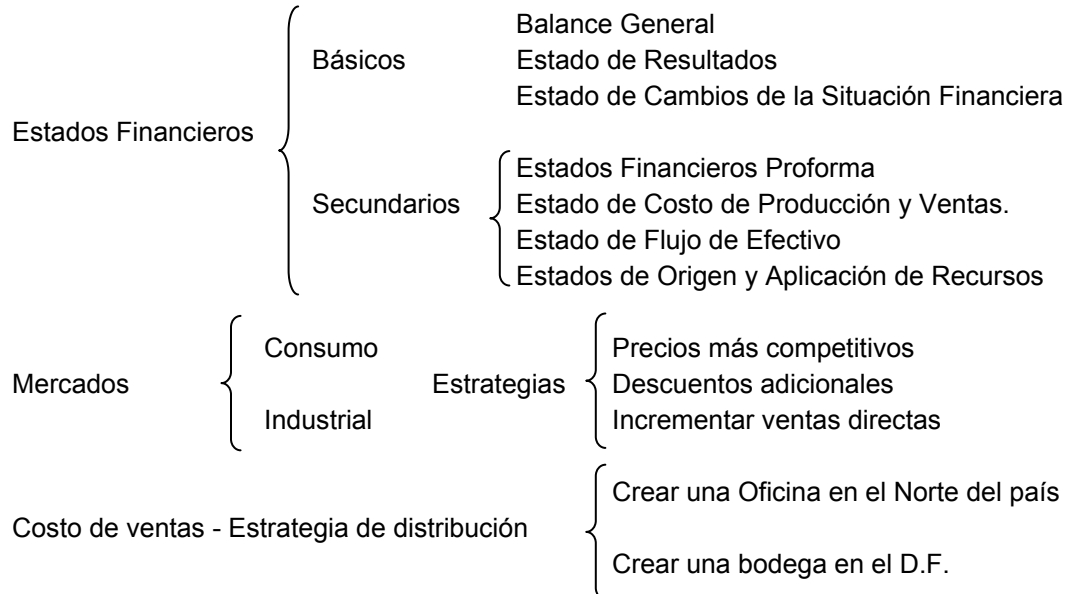 Balance General
Básicos Estado de Resultados
Estado de Cambios de la Situación Financiera
Estados Financieros
Estados Financieros Proforma
Secundarios Estado de Costo de Producción y Ventas.
Estado de Flujo de Efectivo
Estados de Origen y Aplicación de Recursos
Consumo Precios más competitivos
Mercados Estrategias Descuentos adicionales
Industrial Incrementar ventas directas
Crear una Oficina en el Norte del país
Costo de ventas - Estrategia de distribución
Crear una bodega en el D.F.